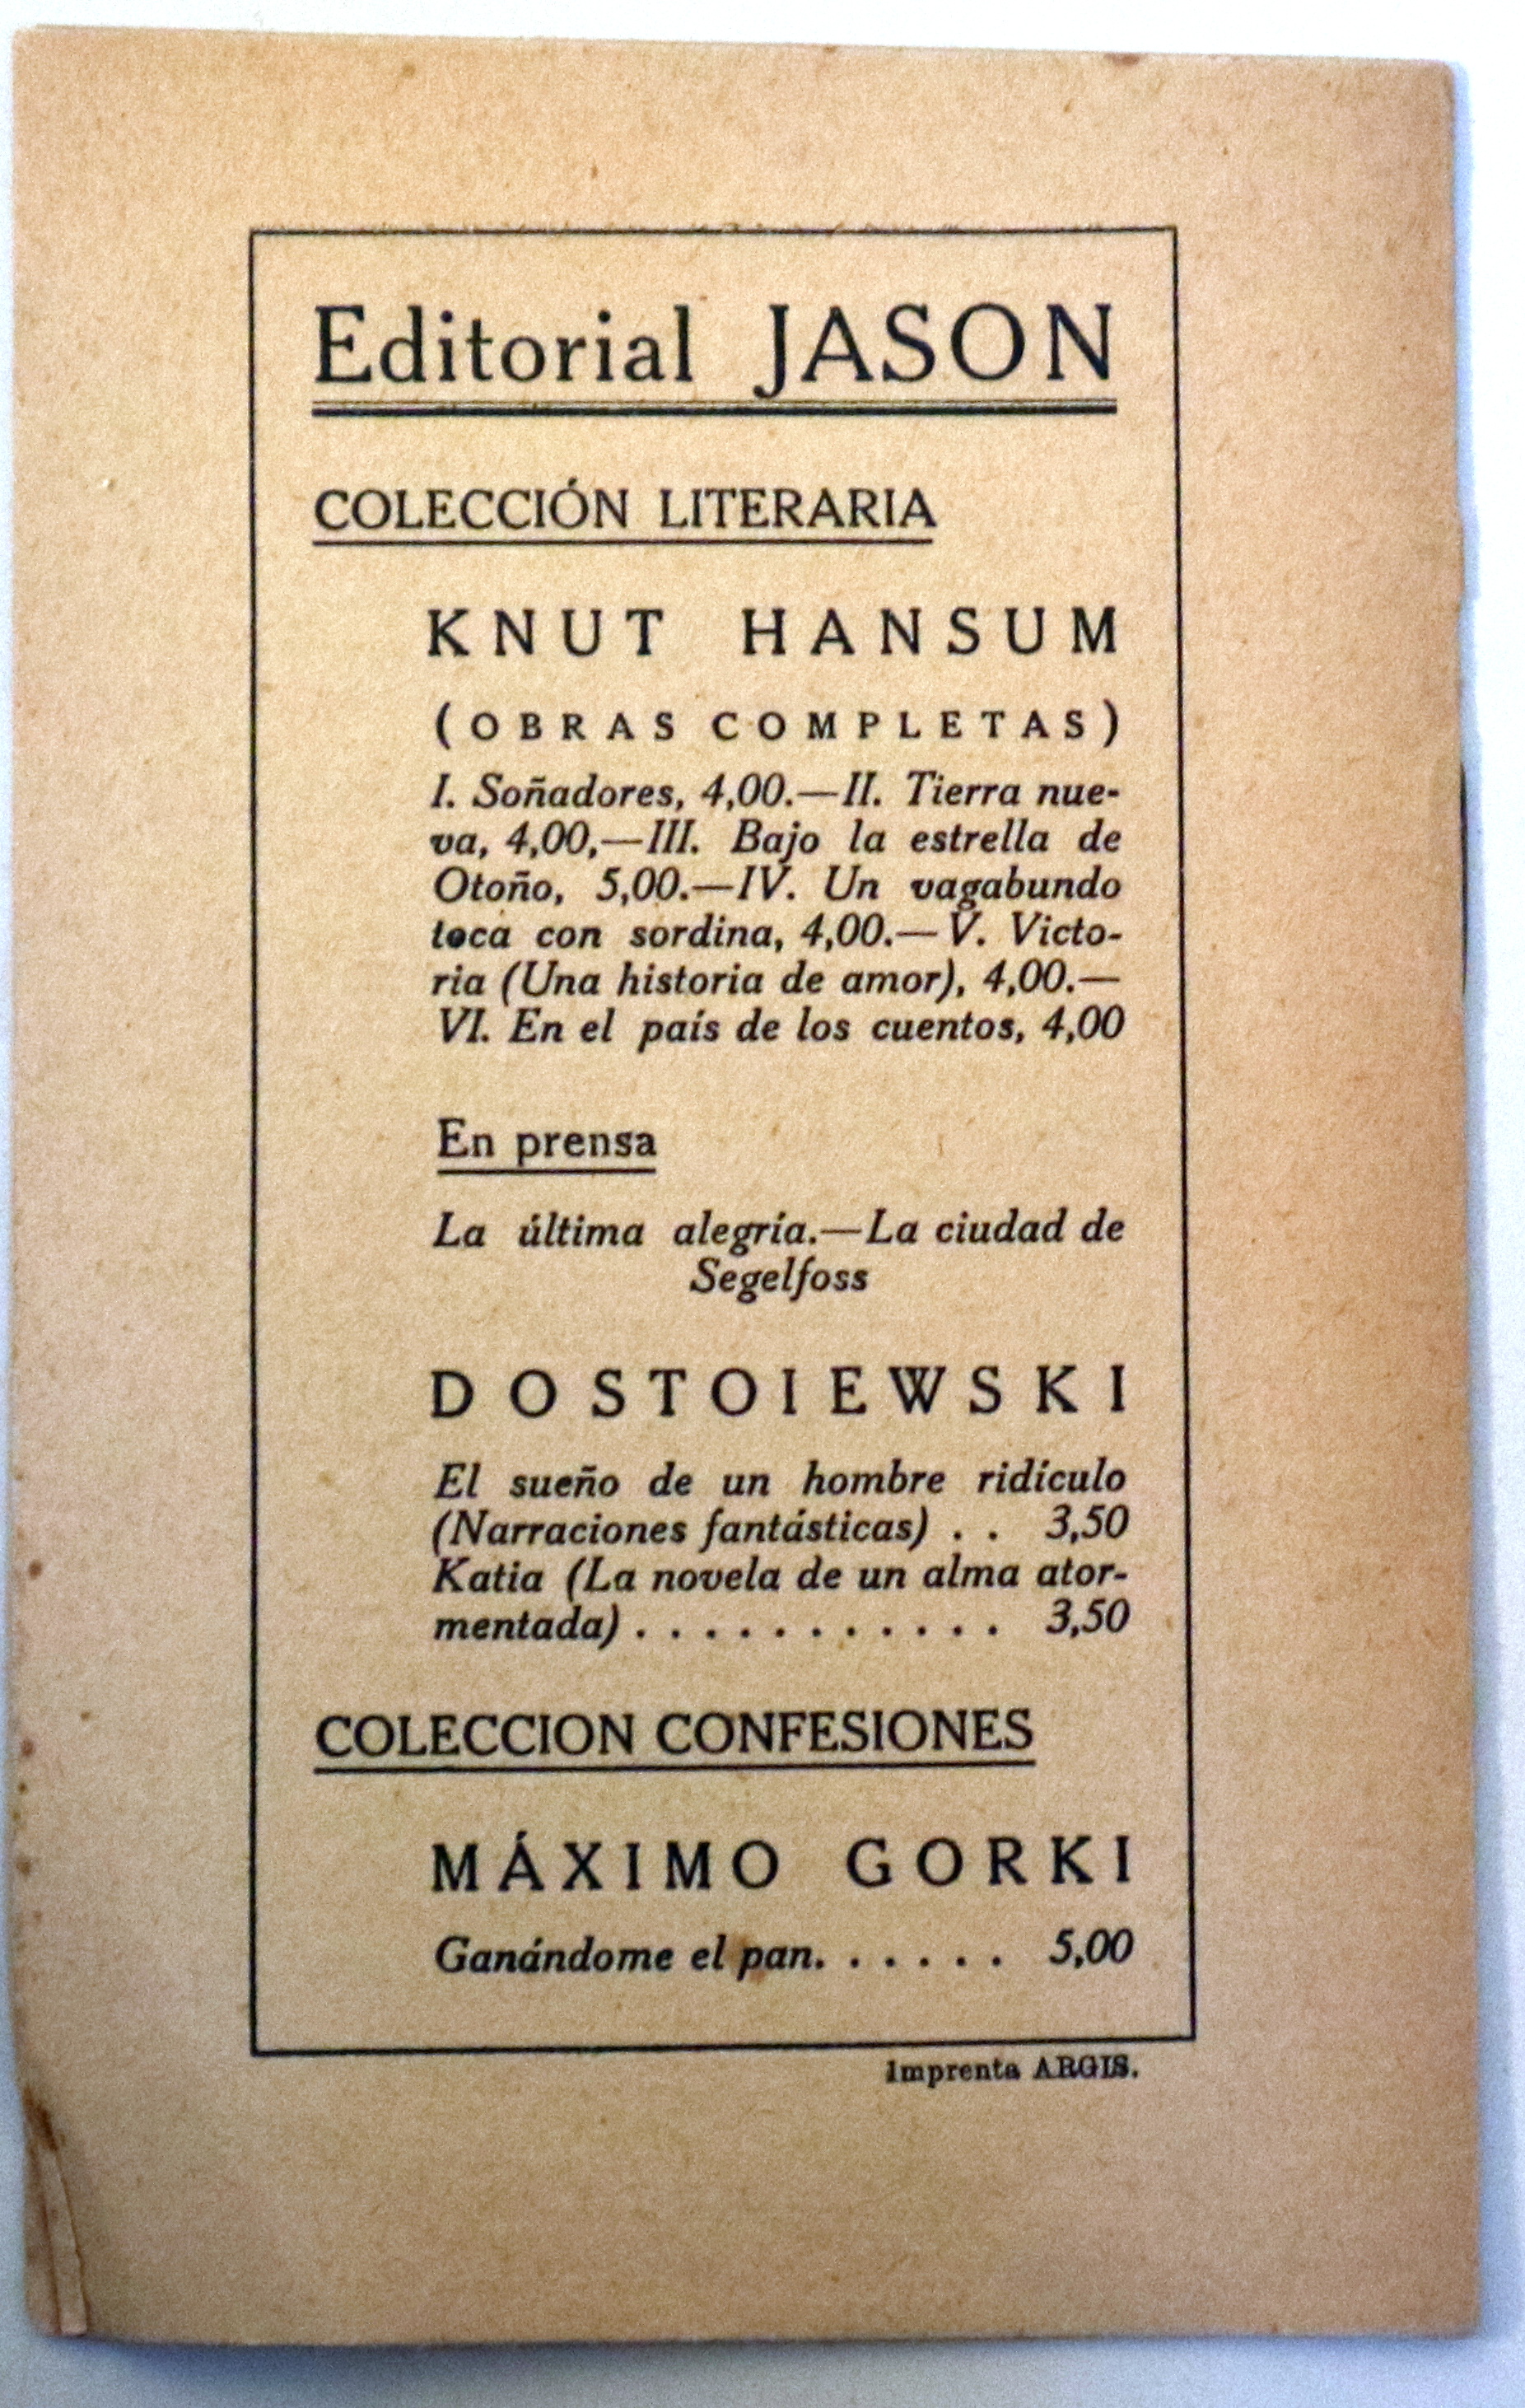 Editorial JASON
COLECCIÓN LITERARIA
KNUT HANSUM
(OBRAS COMPLETAS)
I. Soñadores, 4,00.—II. Tierra nue-
va, 4,00,—III. Bajo la estrella de
Otoño, 5,00.—IV. Un vagabundo
toca con sordina, 4,00.—V. Victo-
ria (Una historia de amor), 4,00.—
VI. En el país de los cuentos, 4,00
En prensa
La última alegría.—La ciudad de
Segelfoss
DOSTOIEWSKI
El sueño de un hombre ridículo
(Narraciones fantásticas) . . 3,50
Katia (La novela de un alma ator-
mentada) . . . . . . . . . . . 3,50
COLECCION CONFESIONES
MÁXIMO GORKI
Ganándome el pan. . . . . . 5,00
Imprenta ARGIS.